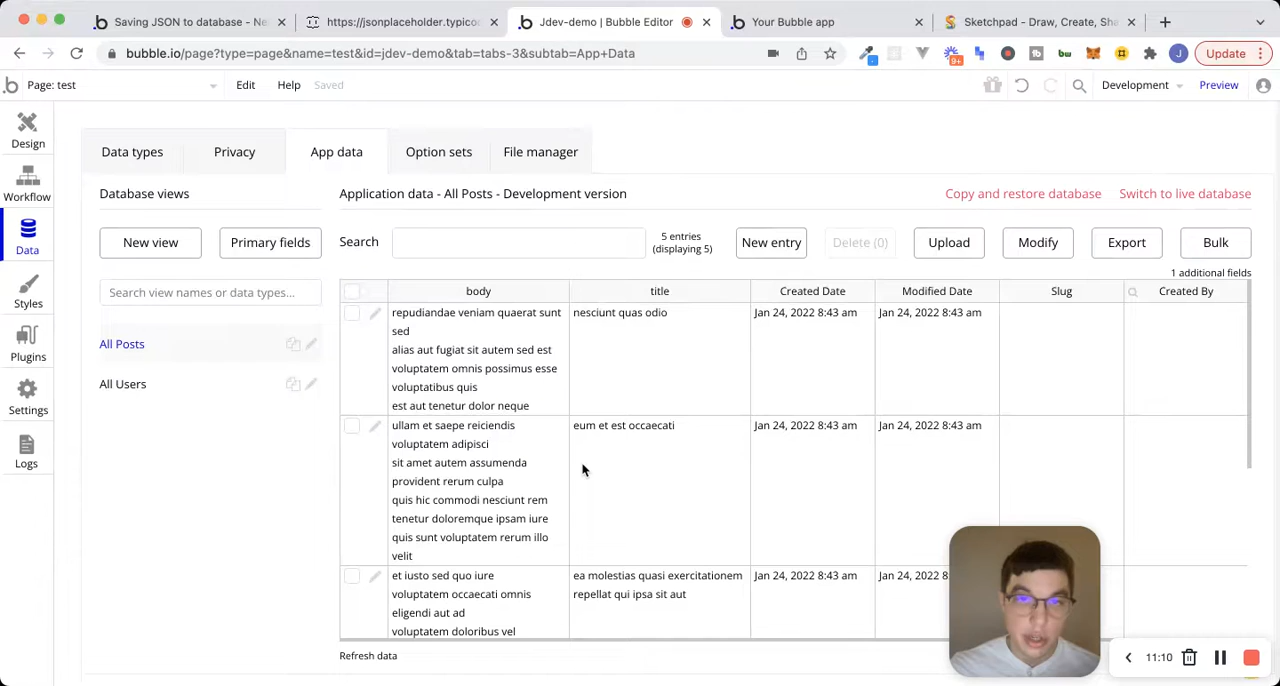 Saving JSON to database - Ne
https://jsonplaceholder.typico
Jdev-demo | Bubble Editor
Your Bubble app
Sketchpad - Draw, Create, Sh
bubble.io/page?type=page&name=test&id=jdev-demo&tab=tabs-3&subtab=App+Data
9+
J
Update
Page: test
Edit
Help
Saved
Development
Preview
Design
Workflow
Data
Styles
Plugins
Settings
Logs
Data types
Privacy
App data
Option sets
File manager
Database views
Application data - All Posts - Development version
Copy and restore database
Switch to live database
New view
Primary fields
Search
5 entries
(displaying 5)
New entry
Delete (0)
Upload
Modify
Export
Bulk
1 additional fields
Search view names or data types...
All Posts
All Users
body
title
Created Date
Modified Date
Slug
Created By
repudiandae veniam quaerat sunt
sed
alias aut fugiat sit autem sed est
voluptatem omnis possimus esse
voluptatibus quis
est aut tenetur dolor neque
nesciunt quas odio
Jan 24, 2022 8:43 am
Jan 24, 2022 8:43 am
ullam et saepe reiciendis
voluptatem adipisci
sit amet autem assumenda
provident rerum culpa
quis hic commodi nesciunt rem
tenetur doloremque ipsam iure
quis sunt voluptatem rerum illo
velit
eum et est occaecati
Jan 24, 2022 8:43 am
Jan 24, 2022 8:43 am
et iusto sed quo iure
voluptatem occaecati omnis
eligendi aut ad
voluptatem doloribus vel
ea molestias quasi exercitationem
repellat qui ipsa sit aut
Jan 24, 2022 8:43 am
Jan 24, 2022 8
Refresh data
11:10